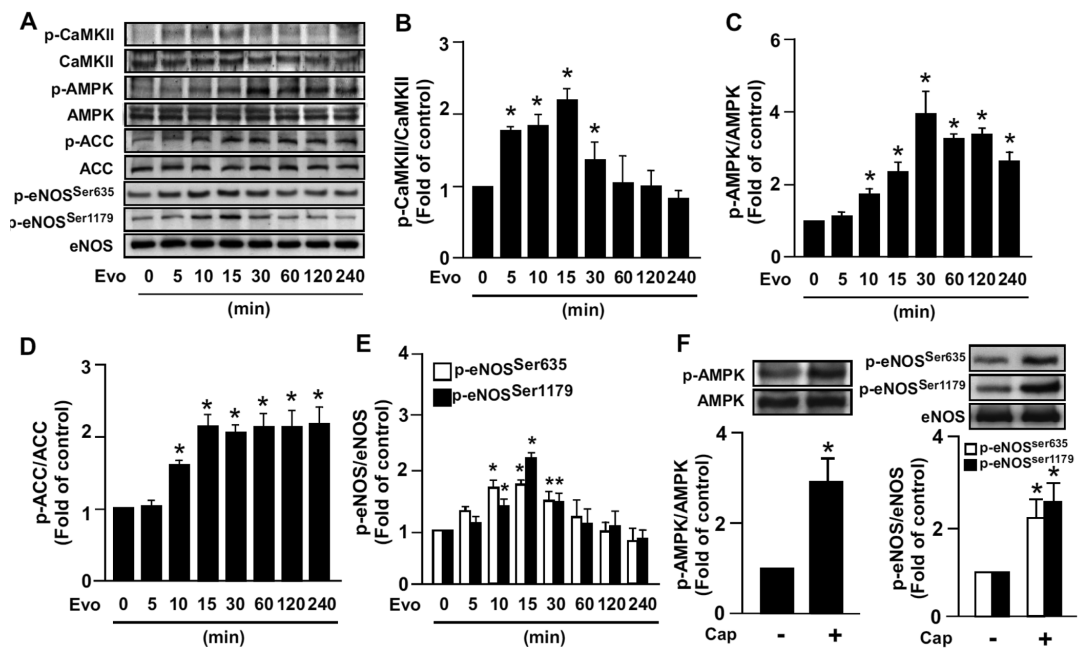 A
p-CaMKII
CaMKII
p-AMPK
AMPK
p-ACC
ACC
p-eNOSSer635
p-eNOSSer1179
eNOS
Evo 0 5 10 15 30 60 120 240
(min)
B
p-CaMKII/CaMKII
(Fold of control)
3
2
1
0
* * * *
Evo 0 5 10 15 30 60 120 240
(min)
C
p-AMPK/AMPK
(Fold of control)
6
4
2
0
* * * * * *
Evo 0 5 10 15 30 60 120 240
(min)
D
p-ACC/ACC
(Fold of control)
3
2
1
0
* * * * * *
Evo 0 5 10 15 30 60 120 240
(min)
E
p-eNOSSer635
p-eNOSSer1179
p-eNOS/eNOS
(Fold of control)
4
2
1
0
* * * * * *
Evo 0 5 10 15 30 60 120 240
(min)
F
p-AMPK
AMPK
p-AMPK/AMPK
(Fold of control)
4
2
0
*
Cap - +
p-eNOSSer635
p-eNOSSer1179
eNOS
p-eNOSser635
p-eNOSser1179
p-eNOS/eNOS
(Fold of control)
4
2
0
* *
Cap - +